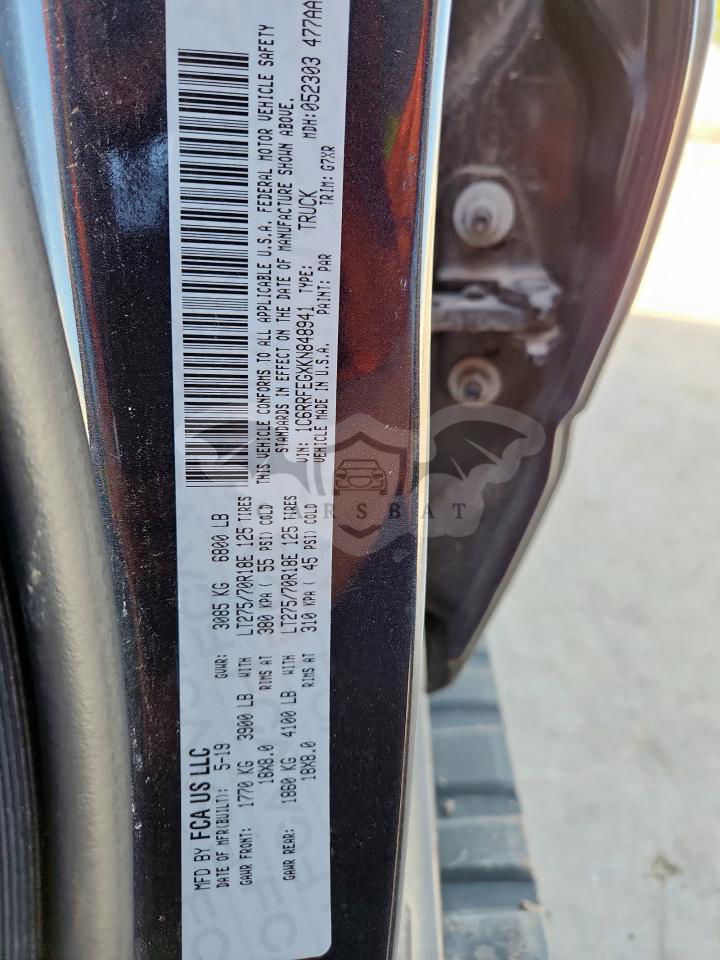 MFD BY FCA US LLC
DATE OF MFR(BUILT): 5-19 GVWR: 3085 KG 6800 LB
GAWR FRONT: 1770 KG 3900 LB WITH LT275/70R18E 125 TIRES
18X8.0 RIMS AT 380 KPA ( 55 PSI) COLD
GAWR REAR: 1860 KG 4100 LB WITH LT275/70R18E 125 TIRES
18X8.0 RIMS AT 310 KPA ( 45 PSI) COLD
THIS VEHICLE CONFORMS TO ALL APPLICABLE U.S.A. FEDERAL MOTOR VEHICLE SAFETY
STANDARDS IN EFFECT ON THE DATE OF MANUFACTURE SHOWN ABOVE.
VIN: 1C6RRFEGXKN848941 TYPE: TRUCK MDH:052303 477AA
VEHICLE MADE IN U.S.A. PAINT: PAR TRIM: G7XR
CARSBAT